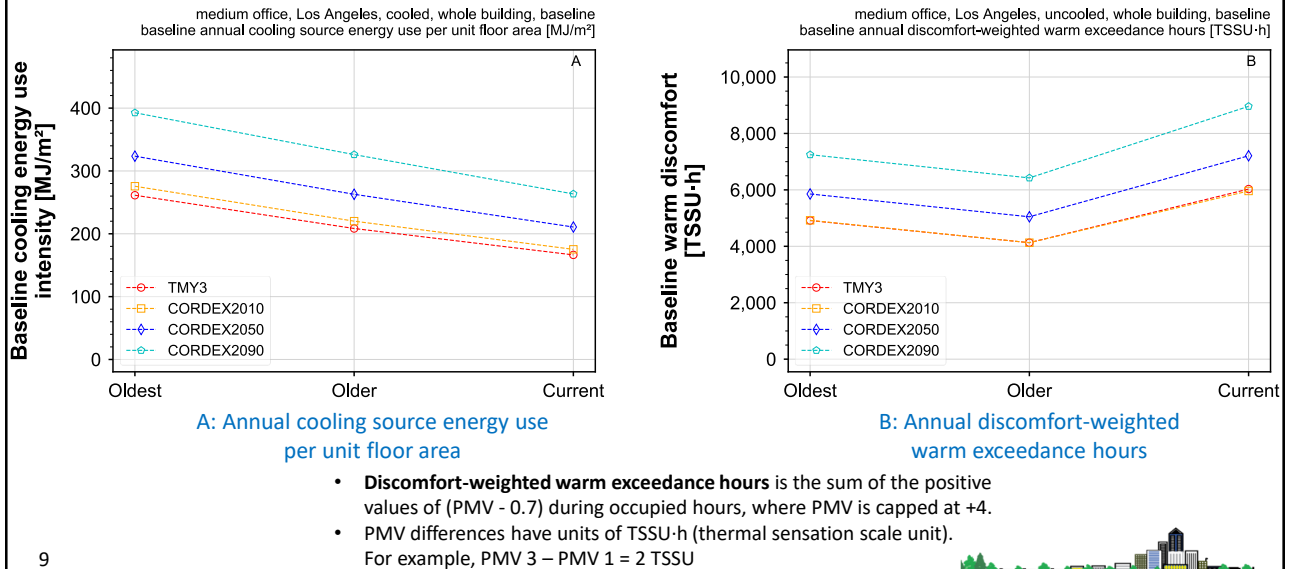 medium office, Los Angeles, cooled, whole building, baseline
baseline annual cooling source energy use per unit floor area [MJ/m²]
A
Baseline cooling energy use
intensity [MJ/m²]
400
300
200
100
0
TMY3
CORDEX2010
CORDEX2050
CORDEX2090
Oldest
Older
Current
A: Annual cooling source energy use
per unit floor area
medium office, Los Angeles, uncooled, whole building, baseline
baseline annual discomfort-weighted warm exceedance hours [TSSU·h]
B
Baseline warm discomfort
[TSSU·h]
10,000
8,000
6,000
4,000
2,000
0
TMY3
CORDEX2010
CORDEX2050
CORDEX2090
Oldest
Older
Current
B: Annual discomfort-weighted
warm exceedance hours
• Discomfort-weighted warm exceedance hours is the sum of the positive
values of (PMV - 0.7) during occupied hours, where PMV is capped at +4.
• PMV differences have units of TSSU·h (thermal sensation scale unit).
For example, PMV 3 – PMV 1 = 2 TSSU
9